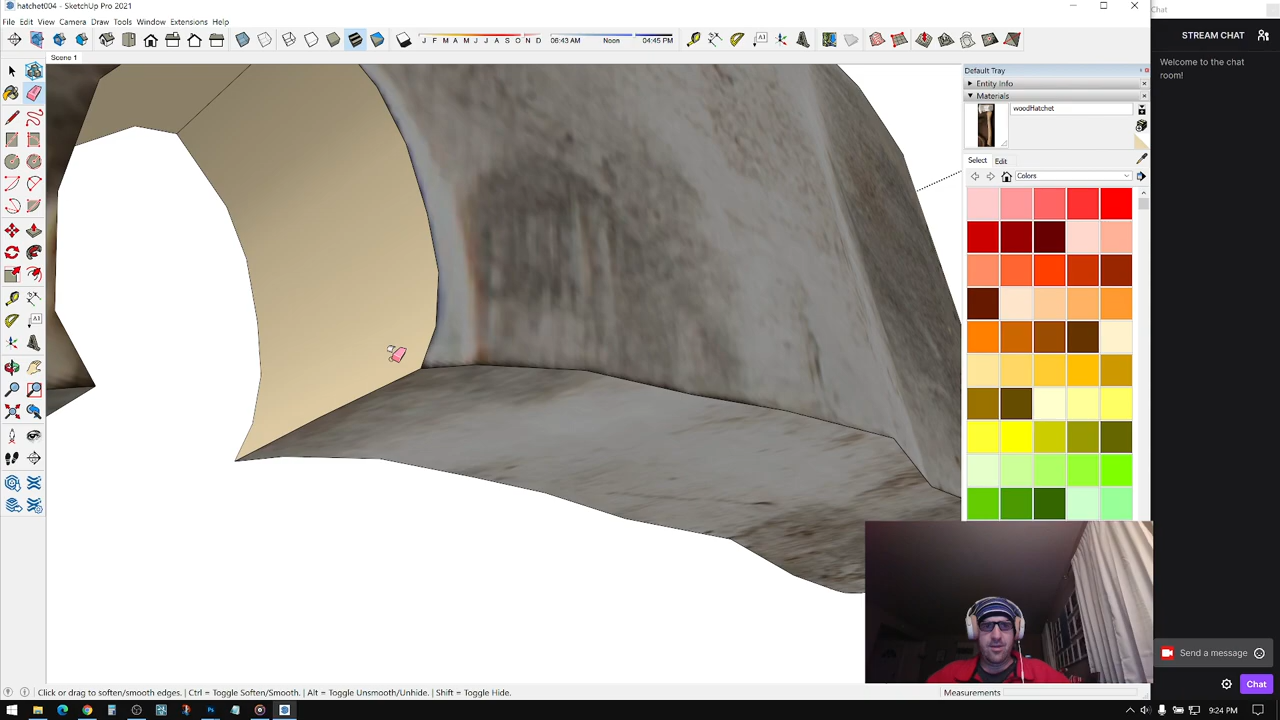 hatchet004 - SketchUp Pro 2021
Chat
File Edit View Camera Draw Tools Window Extensions Help
STREAM CHAT
J F M A M J J A S O N D 06:43 AM Noon 04:45 PM
Scene 1
Welcome to the chat
room!
Default Tray
Entity Info
Materials
woodHatchet
Select Edit
Colors
Send a message
Chat
Click or drag to soften/smooth edges. | Ctrl = Toggle Soften/Smooth. | Alt = Toggle Unsmooth/Unhide. | Shift = Toggle Hide.
Measurements
9:24 PM